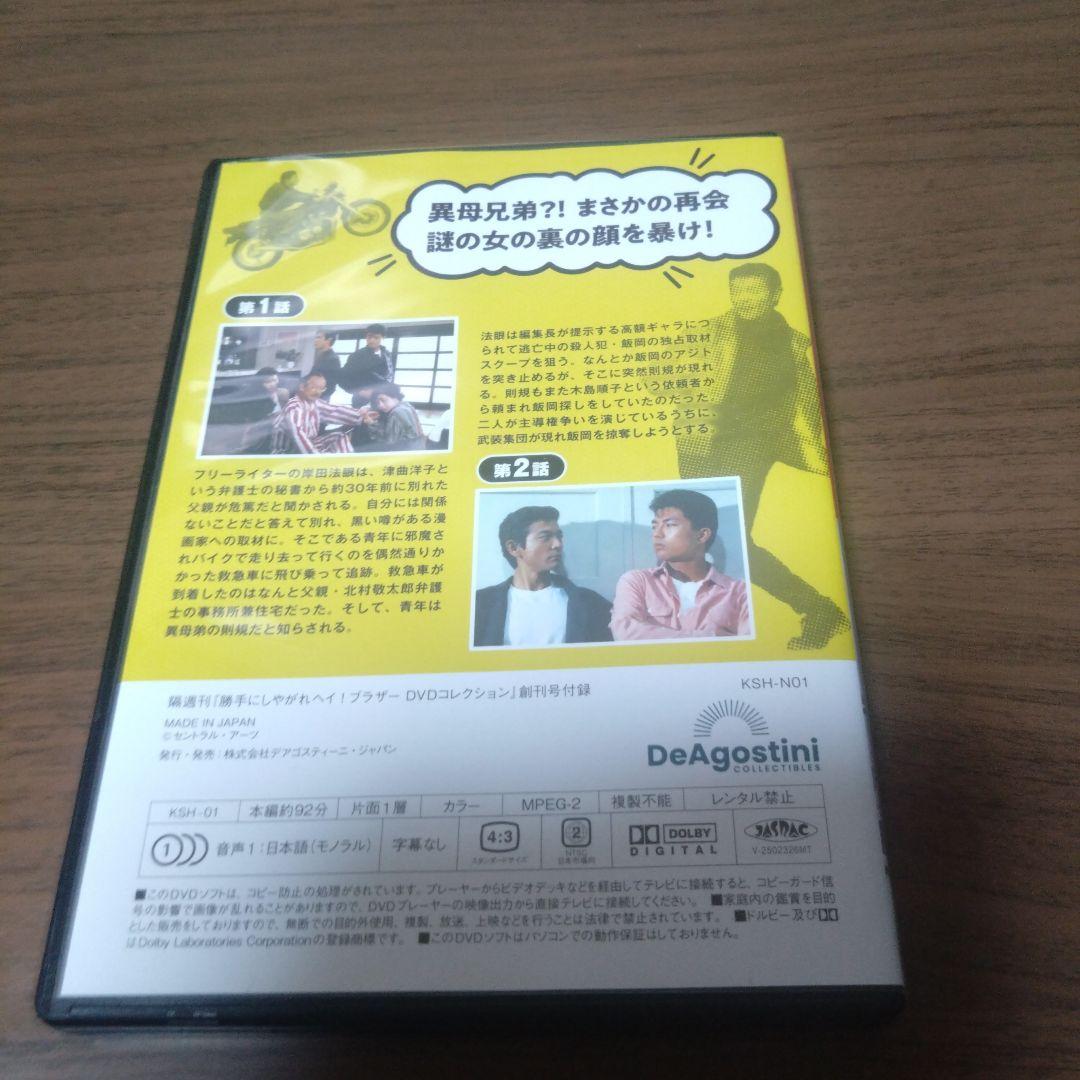 異母兄弟?! まさかの再会
謎の女の裏の顔を暴け!
第1話
フリーライターの岸田法眼は、津曲洋子と
いう弁護士の秘書から約30年前に別れた
父親が危篤だと聞かされる。自分には関係
ないことだと答えて別れ、黒い噂がある漫
画家への取材に。そこである青年に邪魔さ
れバイクで走り去って行くのを偶然通りか
かった救急車に飛び乗って追跡。救急車が
到着したのはなんと父親・北村敬太郎弁護
士の事務所兼住宅だった。そして、青年は
異母弟の則規だと知らされる。
法眼は編集長が提示する高額ギャラにつ
られて逃亡中の殺人犯・飯岡の独占取材
スクープを狙う。なんとか飯岡のアジト
を突き止めるが、そこに突然則規が現れ
る。則規もまた木島順子という依頼者か
ら頼まれ飯岡探しをしていたのだった。
二人が主導権争いを演じているうちに、
武装集団が現れ飯岡を掠奪しようとする。
第2話
隔週刊『勝手にしやがれヘイ!ブラザー DVDコレクション』創刊号付録
KSH-N01
MADE IN JAPAN
©セントラル・アーツ
発行・発売:株式会社デアゴスティーニ・ジャパン
DeAgostini
COLLECTIBLES
KSH-01 本編約92分 片面1層 カラー MPEG-2 複製不能 レンタル禁止
1 音声1:日本語(モノラル) 字幕なし 4:3 スタンダードサイズ 2 NTSC 日本市場向 DOLBY DIGITAL JASRAC V-2502326MT
■このDVDソフトは、コピー防止の処理がされています。プレーヤーからビデオデッキなどを経由してテレビに接続すると、コピーガード信
号の影響で画像が乱れることがありますので、DVDプレーヤーの映像出力から直接テレビに接続してください。■家庭内の鑑賞を目的
とした販売をしておりますので、無断での目的外使用、複製、放送、上映などを行うことは法律で禁止されています。■ドルビー及び
はDolby Laboratories Corporationの登録商標です。■このDVDソフトはパソコンでの動作保証はしておりません。